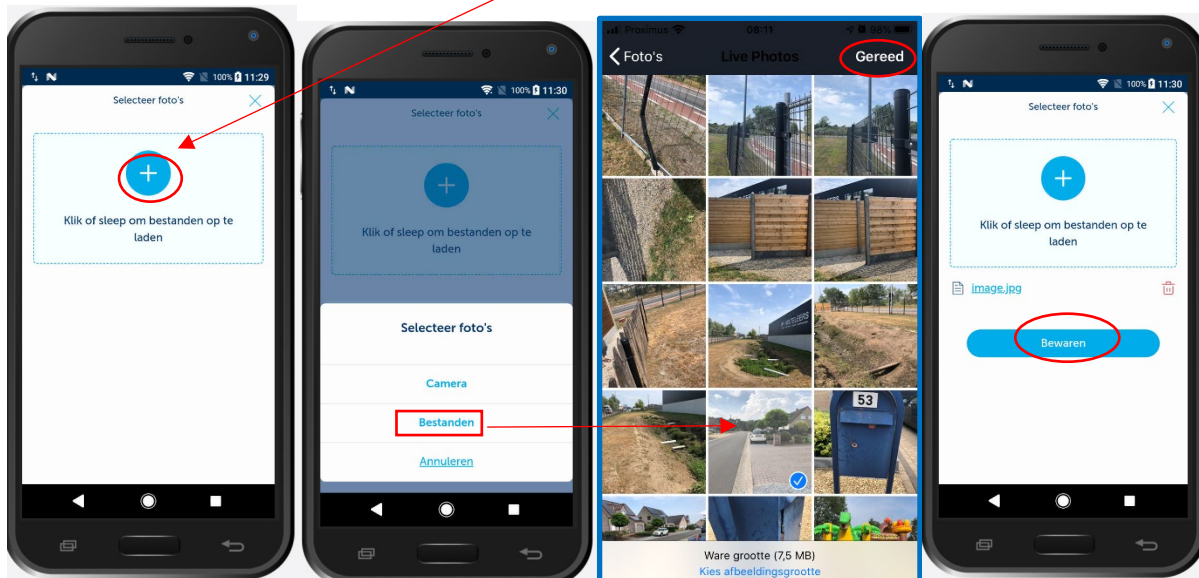 11:29
100%
Selecteer foto's
Klik of sleep om bestanden op te
laden
100% 11:30
Selecteer foto's
Klik of sleep om bestanden op te
laden
Selecteer foto's
Camera
Bestanden
Annuleren
Proximus 08:11 98%
Foto's Live Photos Gereed
53
Ware grootte (7,5 MB)
Kies afbeeldingsgrootte
100% 11:30
Selecteer foto's
Klik of sleep om bestanden op te
laden
image.jpg
Bewaren